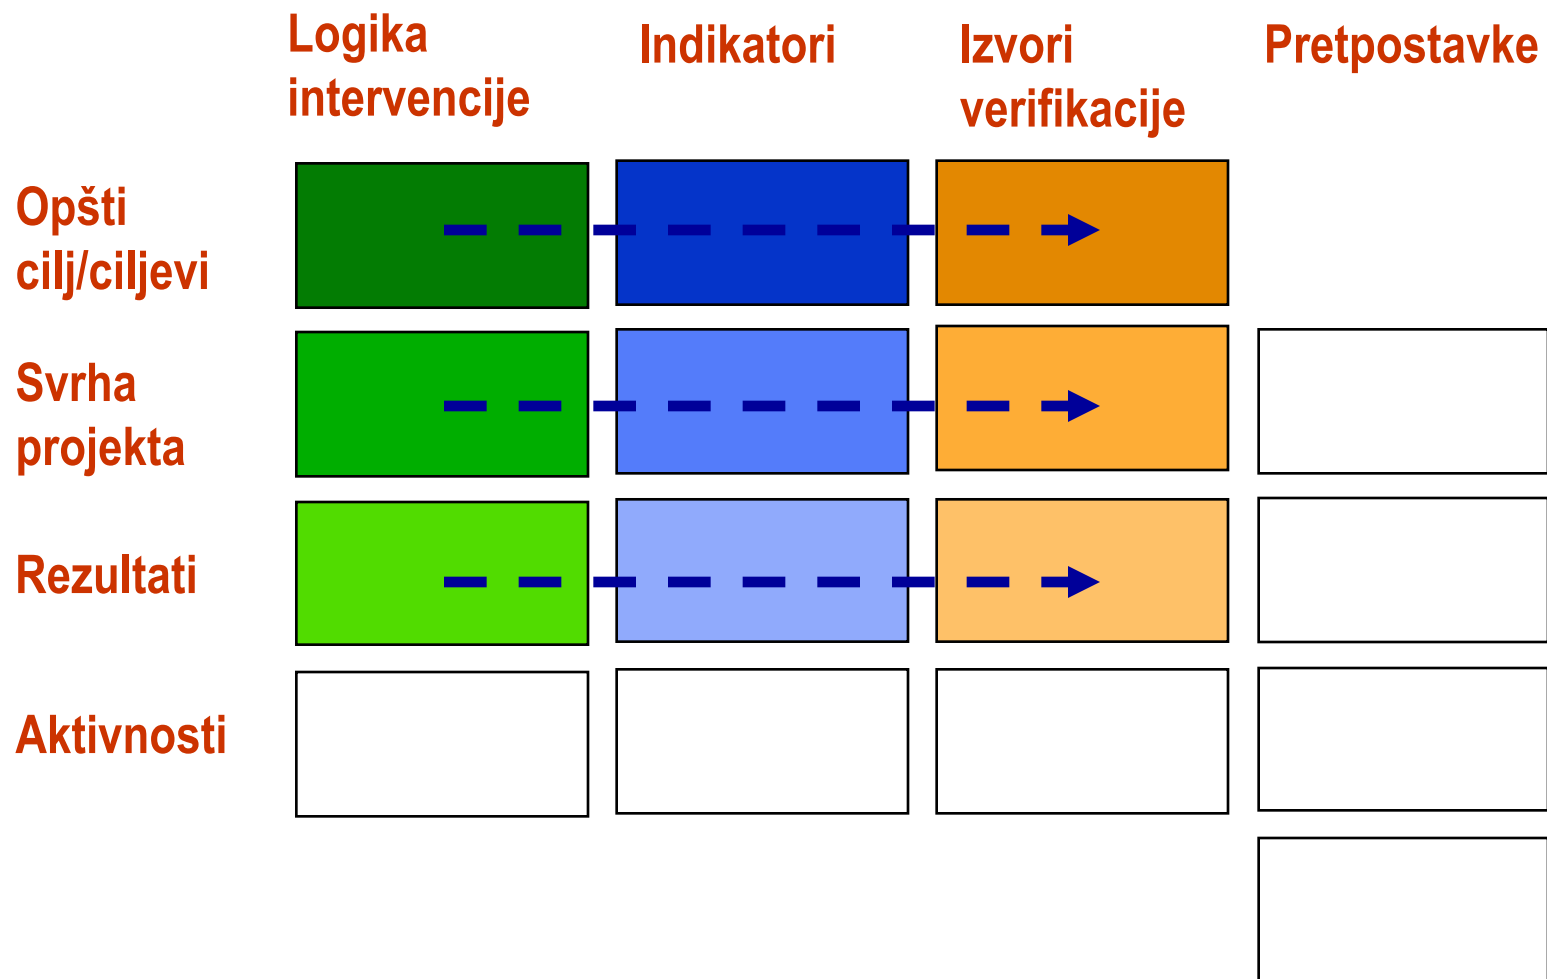 Logika
intervencije
Indikatori
Izvori
verifikacije
Pretpostavke
Opšti
cilj/ciljevi
Svrha
projekta
Rezultati
Aktivnosti